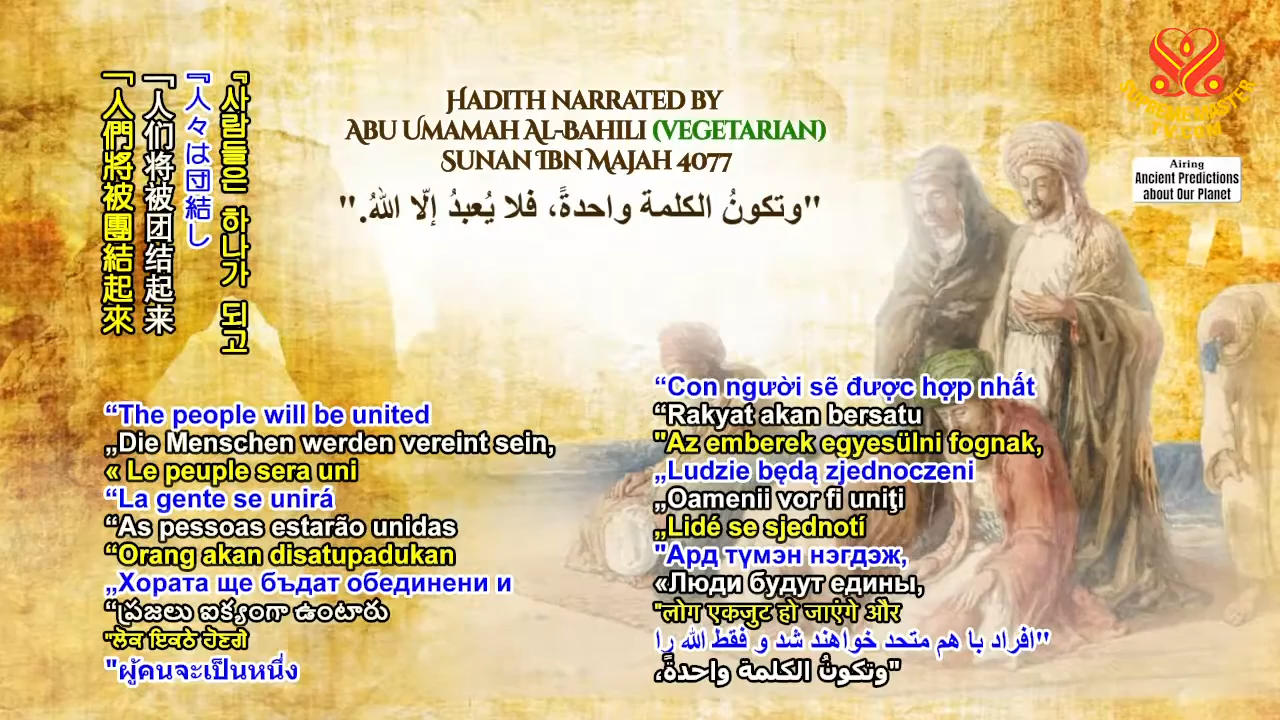 HADITH NARRATED BY
ABU UMAMAH AL-BAHILI (VEGETARIAN)
SUNAN IBN MAJAH 4077
"وتكونُ الكلمة واحدةً، فلا يُعبدُ إلّا اللهُ."
SUPREMEMASTER
TV.COM
Airing
Ancient Predictions
about Our Planet
『사람들은 하나가 되고
『人々は団結し
「人们将被团结起来
「人們將被團結起來
“The people will be united
„Die Menschen werden vereint sein,
« Le peuple sera uni
“La gente se unirá
“As pessoas estarão unidas
“Orang akan disatupadukan
„Хората ще бъдат обединени и
“ప్రజలు ఐక్యంగా ఉంటారు
"ਲੋਕ ਇਕਠੇ ਹੋਣਗੇ
"ผู้คนจะเป็นหนึ่ง
“Con người sẽ được hợp nhất
“Rakyat akan bersatu
"Az emberek egyesülni fognak,
„Ludzie będą zjednoczeni
„Oamenii vor fi uniţi
„Lidé se sjednotí
"Ард түмэн нэгдэж,
«Люди будут едины,
"लोग एकजुट हो जाएंगे और
"افراد با هم متحد خواهند شد و فقط الله را
"وتكونُ الكلمة واحدةً،